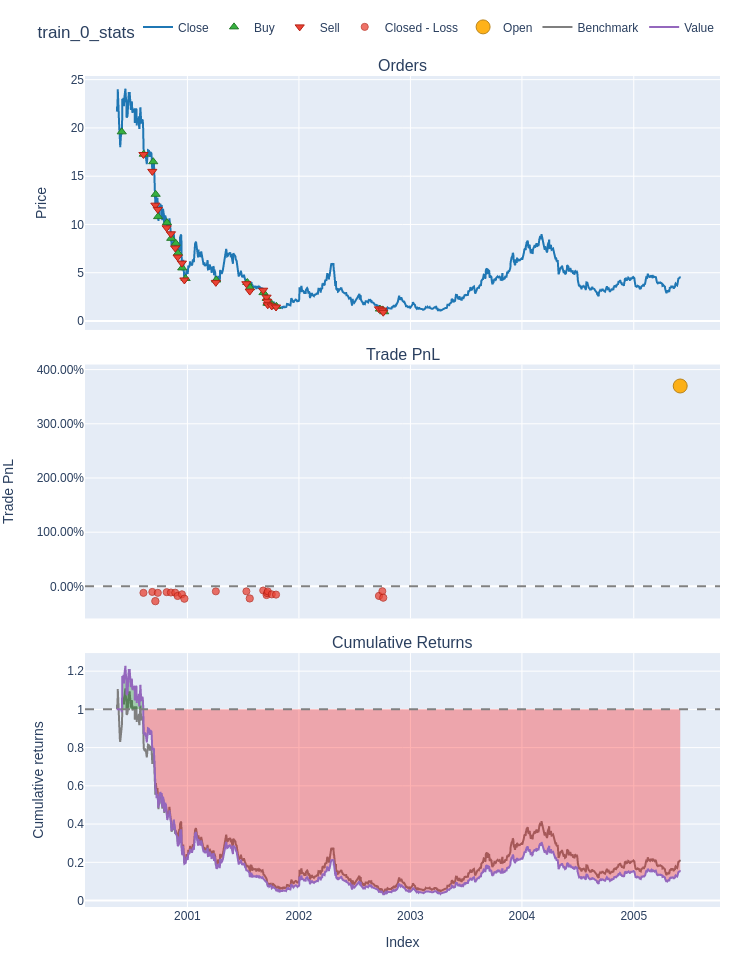 train_0_stats
Close Buy Sell Closed - Loss Open Benchmark Value
Orders
25
20
15
10
5
0
Price
Trade PnL
400.00%
300.00%
200.00%
100.00%
0.00%
Trade PnL
Cumulative Returns
1.2
1
0.8
0.6
0.4
0.2
0
Cumulative returns
2001 2002 2003 2004 2005
Index